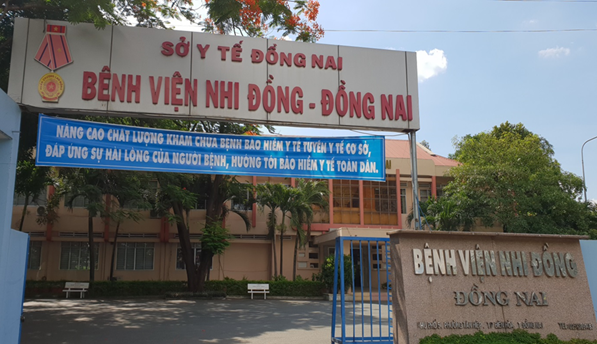 SỞ Y TẾ ĐỒNG NAI
BỆNH VIỆN NHI ĐỒNG - ĐỒNG NAI
NÂNG CAO CHẤT LƯỢNG KHÁM CHỮA BỆNH BẢO HIỂM Y TẾ TUYẾN Y TẾ CƠ SỞ,
ĐÁP ỨNG SỰ HÀI LÒNG CỦA NGƯỜI BỆNH, HƯỚNG TỚI BẢO HIỂM Y TẾ TOÀN DÂN.
BỆNH VIỆN NHI ĐỒNG
ĐỒNG NAI